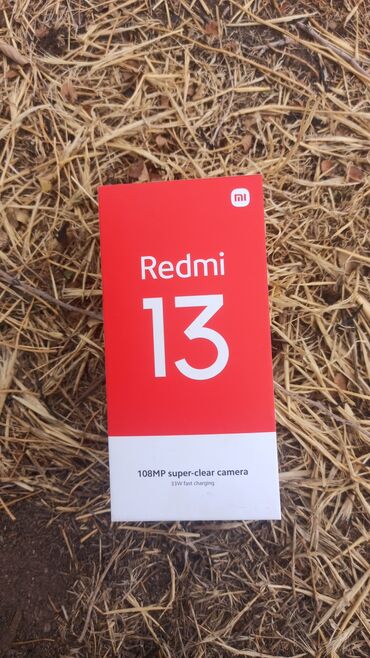 mi
Redmi
13
108MP super-clear camera
33W fast charging